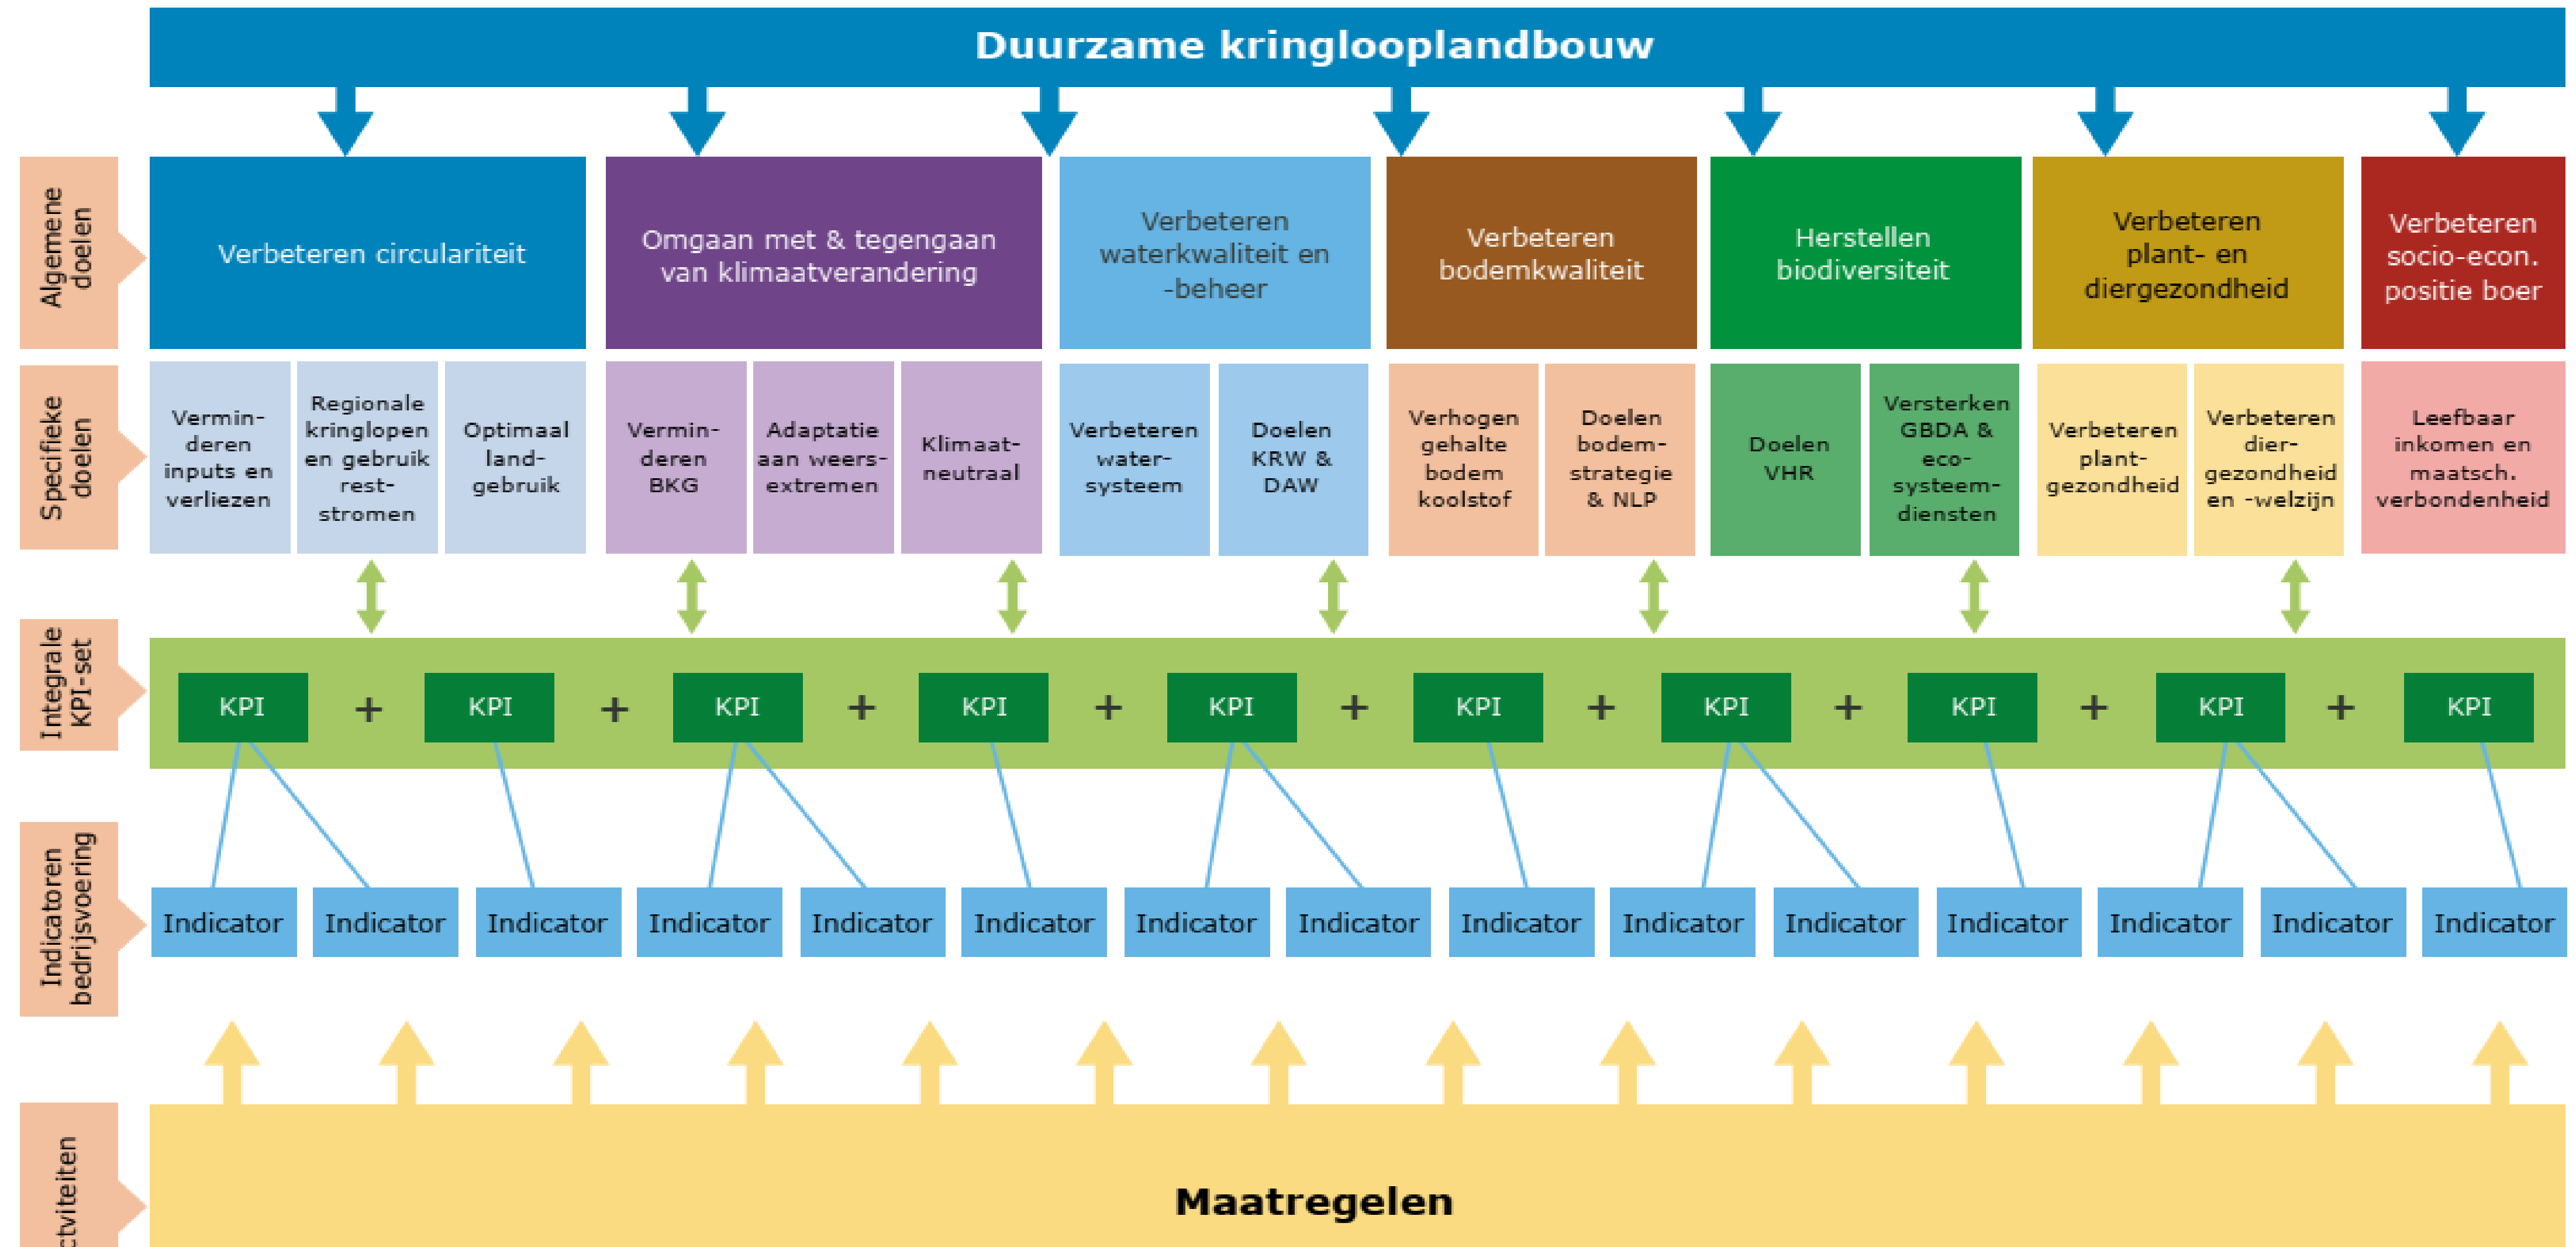 Duurzame kringlooplandbouw
Algemene
doelen
Verbeteren circulariteit
Omgaan met & tegengaan
van klimaatverandering
Verbeteren
waterkwaliteit en
-beheer
Verbeteren
bodemkwaliteit
Herstellen
biodiversiteit
Verbeteren
plant- en
diergezondheid
Verbeteren
socio-econ.
positie boer
Specifieke
doelen
Vermin-
deren
inputs en
verliezen
Regionale
kringlopen
en gebruik
rest-
stromen
Optimaal
land-
gebruik
Vermin-
deren
BKG
Adaptatie
aan weers-
extremen
Klimaat-
neutraal
Verbeteren
water-
systeem
Doelen
KRW &
DAW
Verhogen
gehalte
bodem
koolstof
Doelen
bodem-
strategie
& NLP
Doelen
VHR
Versterken
GBDA &
eco-
systeem-
diensten
Verbeteren
plant-
gezondheid
Verbeteren
dier-
gezondheid
en -welzijn
Leefbaar
inkomen en
maatsch.
verbondenheid
Integrale
KPI-set
KPI + KPI + KPI + KPI + KPI + KPI + KPI + KPI + KPI + KPI
Indicatoren
bedrijsvoering
Indicator Indicator Indicator Indicator Indicator Indicator Indicator Indicator Indicator Indicator Indicator Indicator Indicator Indicator Indicator
ctviteiten
Maatregelen